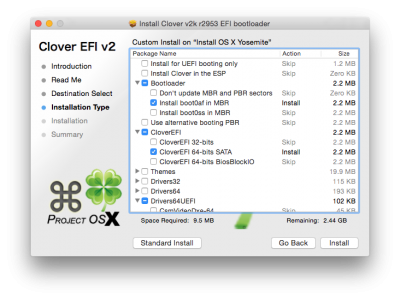 Install Clover v2k r2953 EFI bootloader
Clover EFI v2
Introduction
Read Me
Destination Select
Installation Type
Installation
Summary
PROJECT OSX
Custom Install on "Install OS X Yosemite"
Package Name Action Size
Install for UEFI booting only Skip 1.2 MB
Install Clover in the ESP Skip Zero KB
Bootloader 2.2 MB
Don't update MBR and PBR sectors Skip Zero KB
Install boot0af in MBR Install 2.2 MB
Install boot0ss in MBR Skip 2.2 MB
Use alternative booting PBR Skip 2.2 MB
CloverEFI 2.2 MB
CloverEFI 32-bits Skip 2.2 MB
CloverEFI 64-bits SATA Install 2.2 MB
CloverEFI 64-bits BiosBlockIO Skip 2.2 MB
Themes 19.9 MB
Drivers32 115 KB
Drivers64 193 KB
Drivers64UEFI 102 KB
CsmVideoDxe-64 Skip 45 KB
Space Required: 9.5 MB Remaining: 2.44 GB
Standard Install Go Back Install